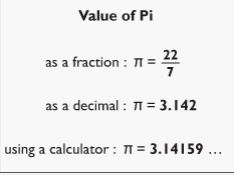 Value of Pi
as a fraction : π = 22/7
as a decimal : π = 3.142
using a calculator : π = 3.14159 ...